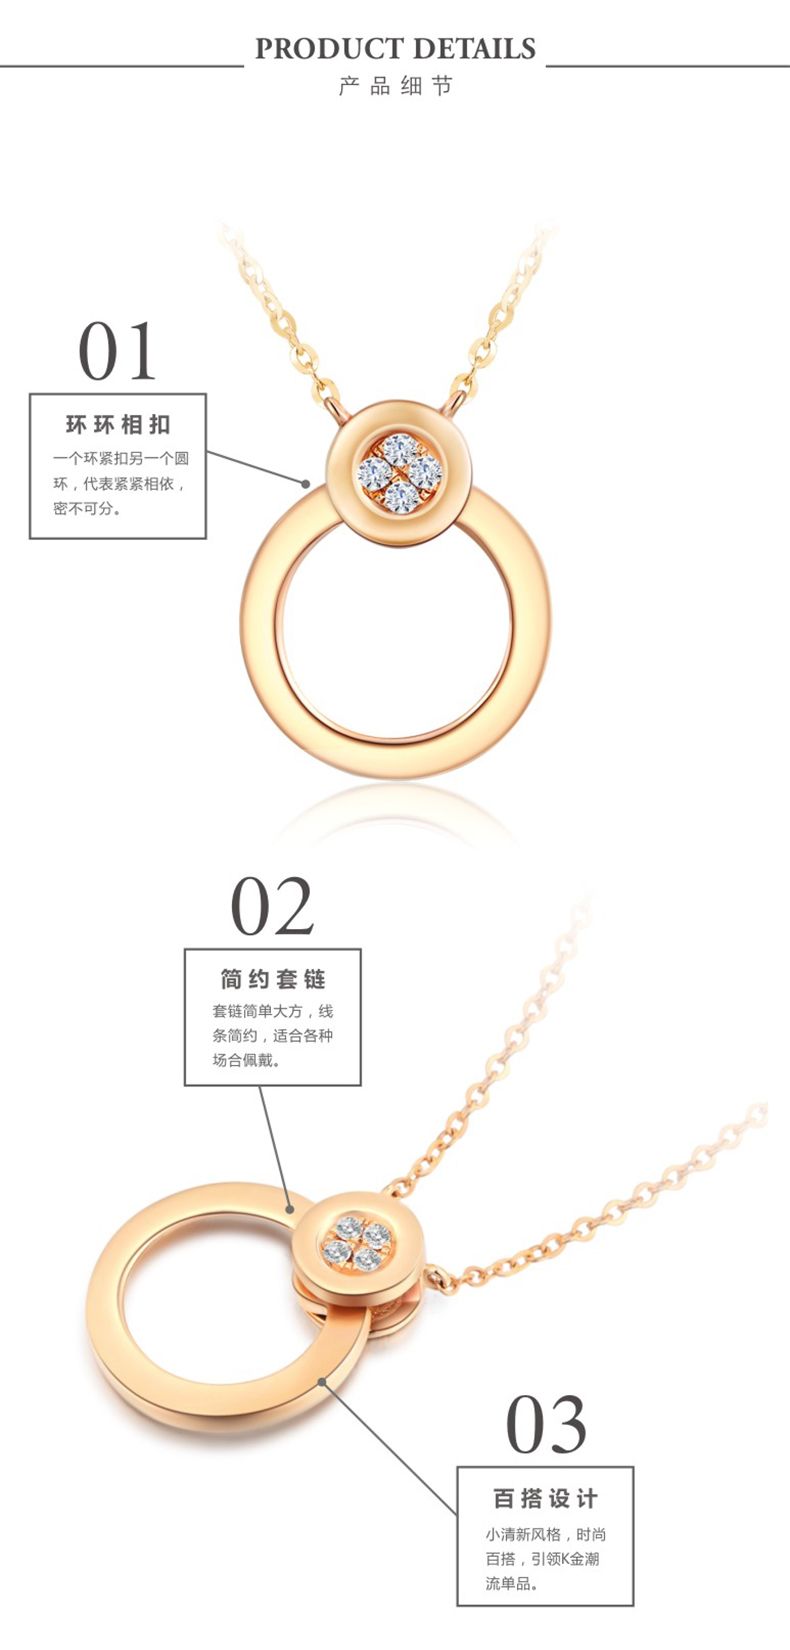 PRODUCT DETAILS
产品细节
01
环环相扣
一个环紧扣另一个圆
环，代表紧紧相依，
密不可分。
02
简约套链
套链简单大方，线
条简约，适合各种
场合佩戴。
03
百搭设计
小清新风格，时尚
百搭，引领K金潮
流单品。